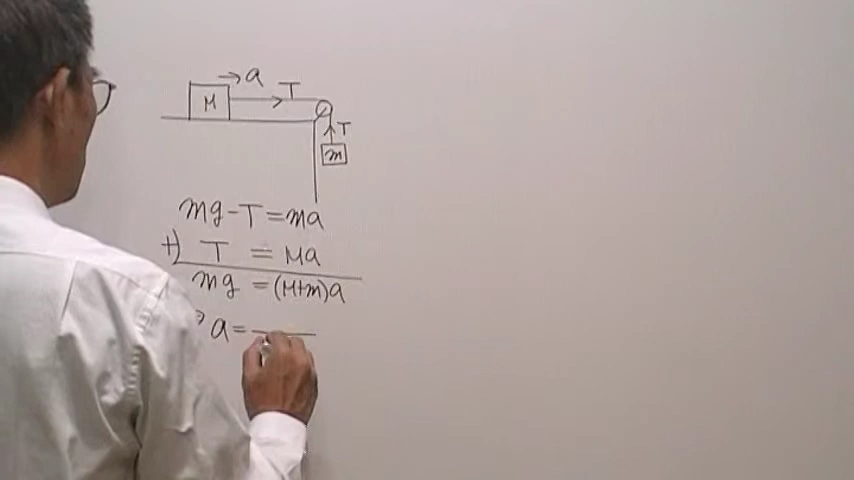 → a
M
T
T
m
mg-T=ma
+) T = Ma
mg = (M+m)a
⇒ a=